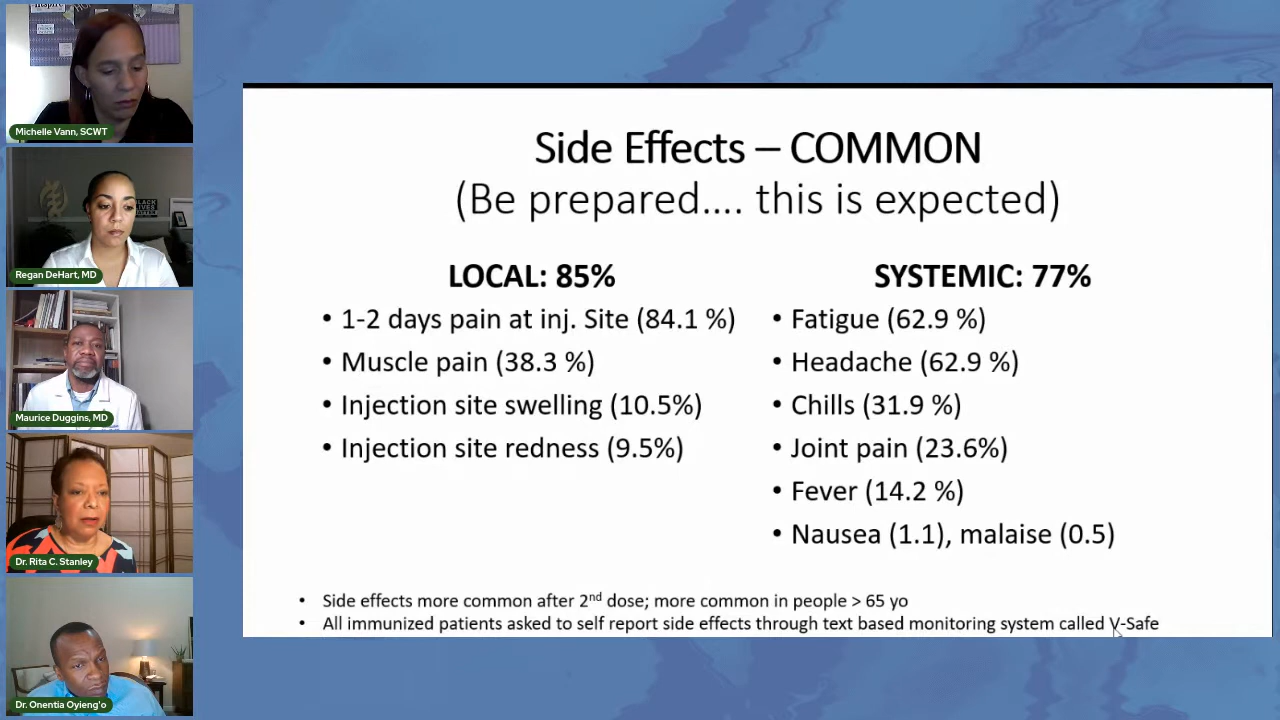 inspire
Michelle Vann, SCWT
BLACK
LIVES
MATTER
Regan DeHart, MD
Maurice Duggins, MD
Dr. Rita C. Stanley
Dr. Onentia Oyieng'o
Side Effects – COMMON
(Be prepared.... this is expected)
LOCAL: 85%
• 1-2 days pain at inj. Site (84.1 %)
• Muscle pain (38.3 %)
• Injection site swelling (10.5%)
• Injection site redness (9.5%)
SYSTEMIC: 77%
• Fatigue (62.9 %)
• Headache (62.9 %)
• Chills (31.9 %)
• Joint pain (23.6%)
• Fever (14.2 %)
• Nausea (1.1), malaise (0.5)
• Side effects more common after 2nd dose; more common in people > 65 yo
• All immunized patients asked to self report side effects through text based monitoring system called V-Safe